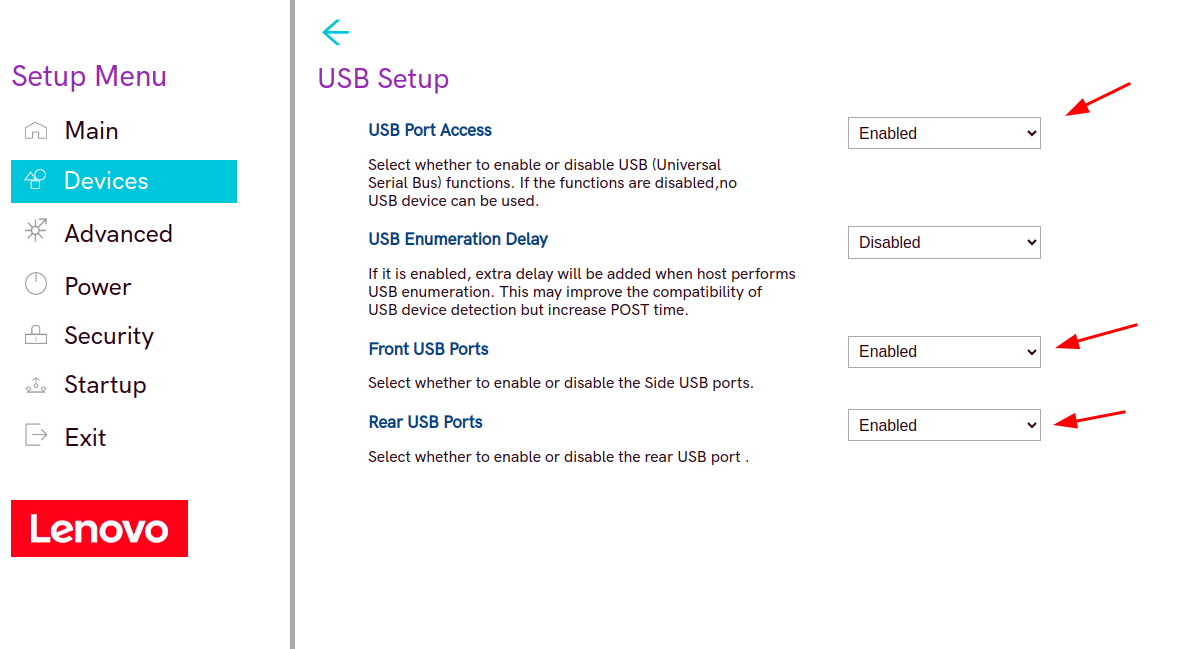 Setup Menu
Main
Devices
Advanced
Power
Security
Startup
Exit
Lenovo
USB Setup
USB Port Access
Enabled
Select whether to enable or disable USB (Universal
Serial Bus) functions. If the functions are disabled,no
USB device can be used.
USB Enumeration Delay
Disabled
If it is enabled, extra delay will be added when host performs
USB enumeration. This may improve the compatibility of
USB device detection but increase POST time.
Front USB Ports
Enabled
Select whether to enable or disable the Side USB ports.
Rear USB Ports
Enabled
Select whether to enable or disable the rear USB port .